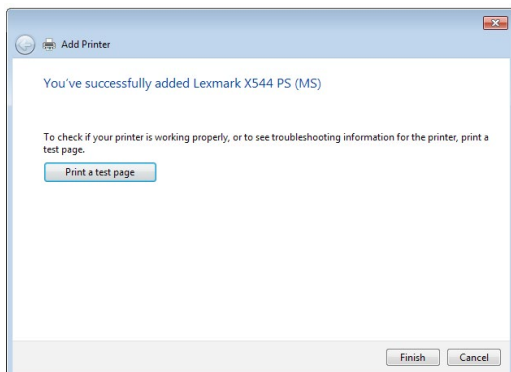 Add Printer
You've successfully added Lexmark X544 PS (MS)
To check if your printer is working properly, or to see troubleshooting information for the printer, print a
test page.
Print a test page
Finish Cancel